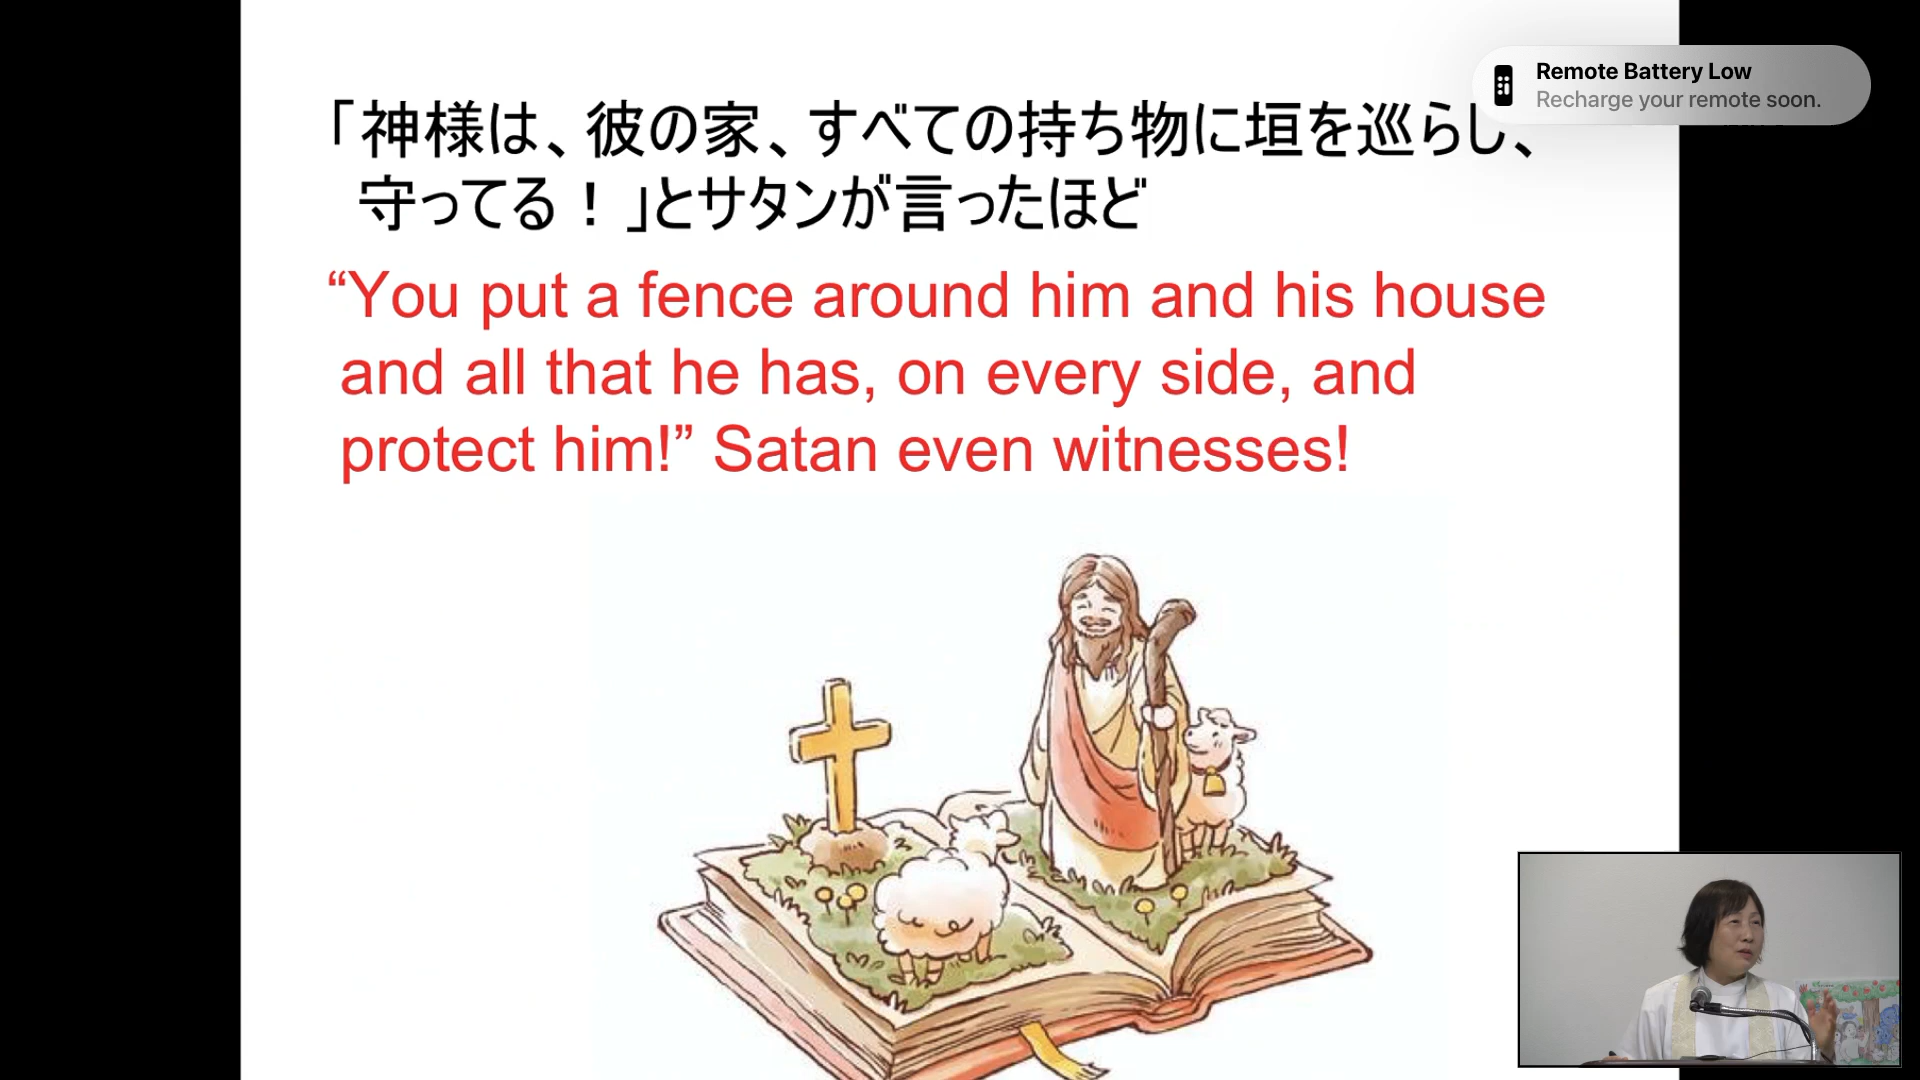 「神様は、彼の家、すべての持ち物に垣を巡らし、
守ってる！」とサタンが言ったほど
“You put a fence around him and his house
and all that he has, on every side, and
protect him!” Satan even witnesses!
Remote Battery Low
Recharge your remote soon.